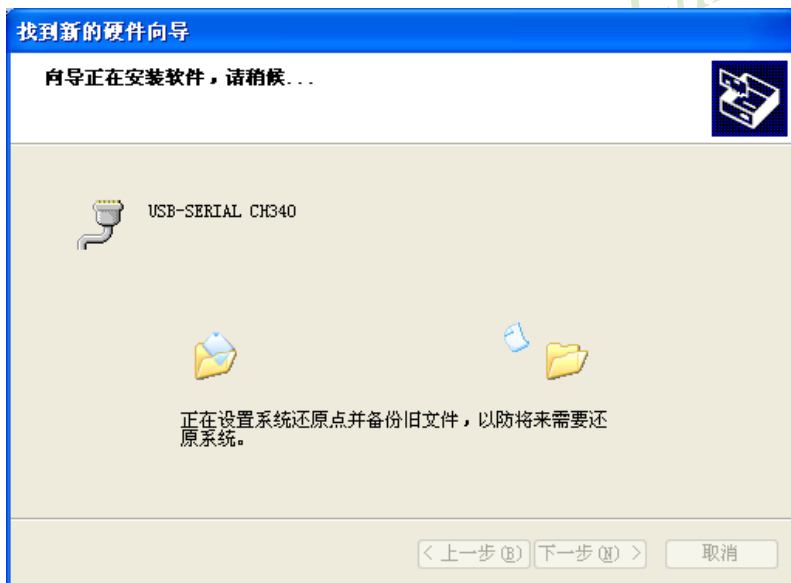 找到新的硬件向导
向导正在安装软件，请稍候...
USB-SERIAL CH340
正在设置系统还原点并备份旧文件，以防将来需要还
原系统。
< 上一步(B) 下一步(N) > 取消